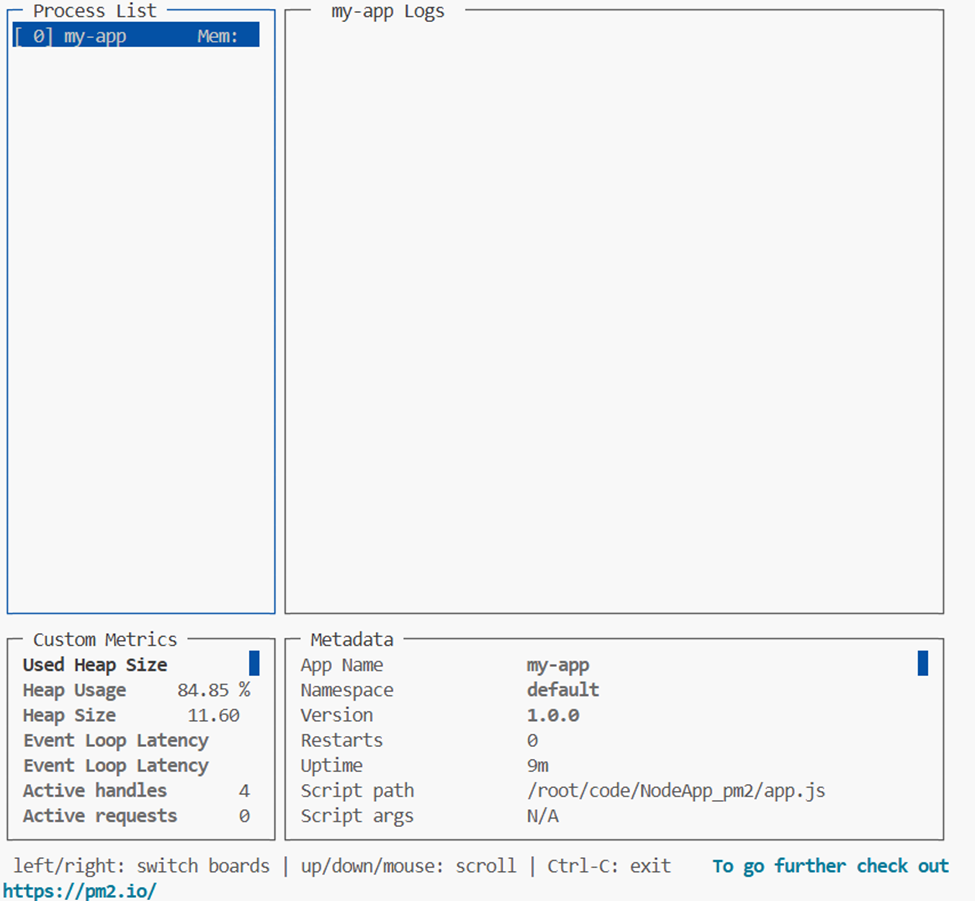 Process List
[ 0] my-app Mem:
my-app Logs
Custom Metrics
Used Heap Size
Heap Usage 84.85 %
Heap Size 11.60
Event Loop Latency
Event Loop Latency
Active handles 4
Active requests 0
Metadata
App Name my-app
Namespace default
Version 1.0.0
Restarts 0
Uptime 9m
Script path /root/code/NodeApp_pm2/app.js
Script args N/A
left/right: switch boards | up/down/mouse: scroll | Ctrl-C: exit To go further check out
https://pm2.io/